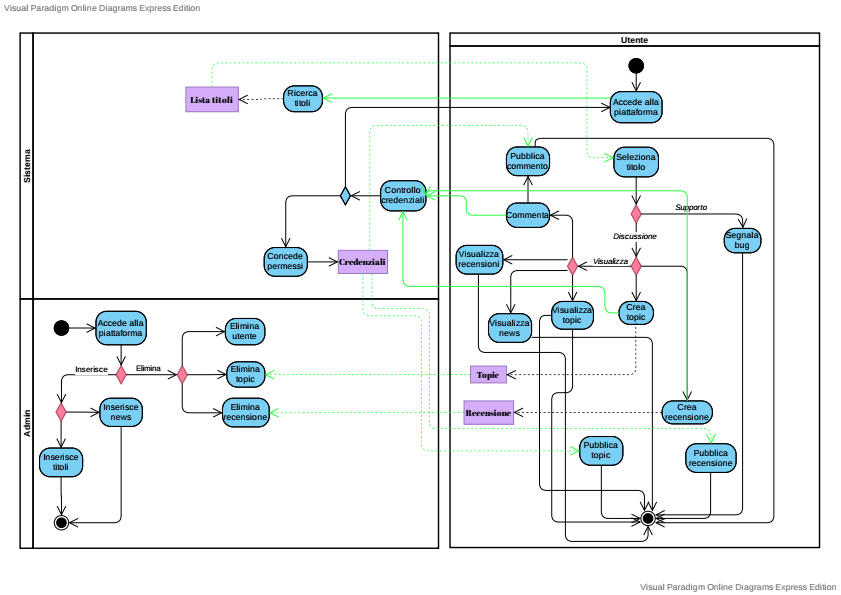 Visual Paradigm Online Diagrams Express Edition
Utente
Sistema
Lista titoli
Ricerca
titoli
Accede alla
piattaforma
Pubblica
commento
Seleziona
titolo
Controllo
credenziali
Commenta
Supporto
Segnala
bug
Discussione
Concede
permessi
Credenziali
Visualizza
recensioni
Visualizza
Visualizza
news
Visualizza
topic
Crea
topic
Admin
Accede alla
piattaforma
Elimina
utente
Inserisce
Elimina
Elimina
topic
Topic
Inserisce
news
Elimina
recensione
Recensione
Crea
recensione
Inserisce
titoli
Pubblica
topic
Pubblica
recensione
Visual Paradigm Online Diagrams Express Edition